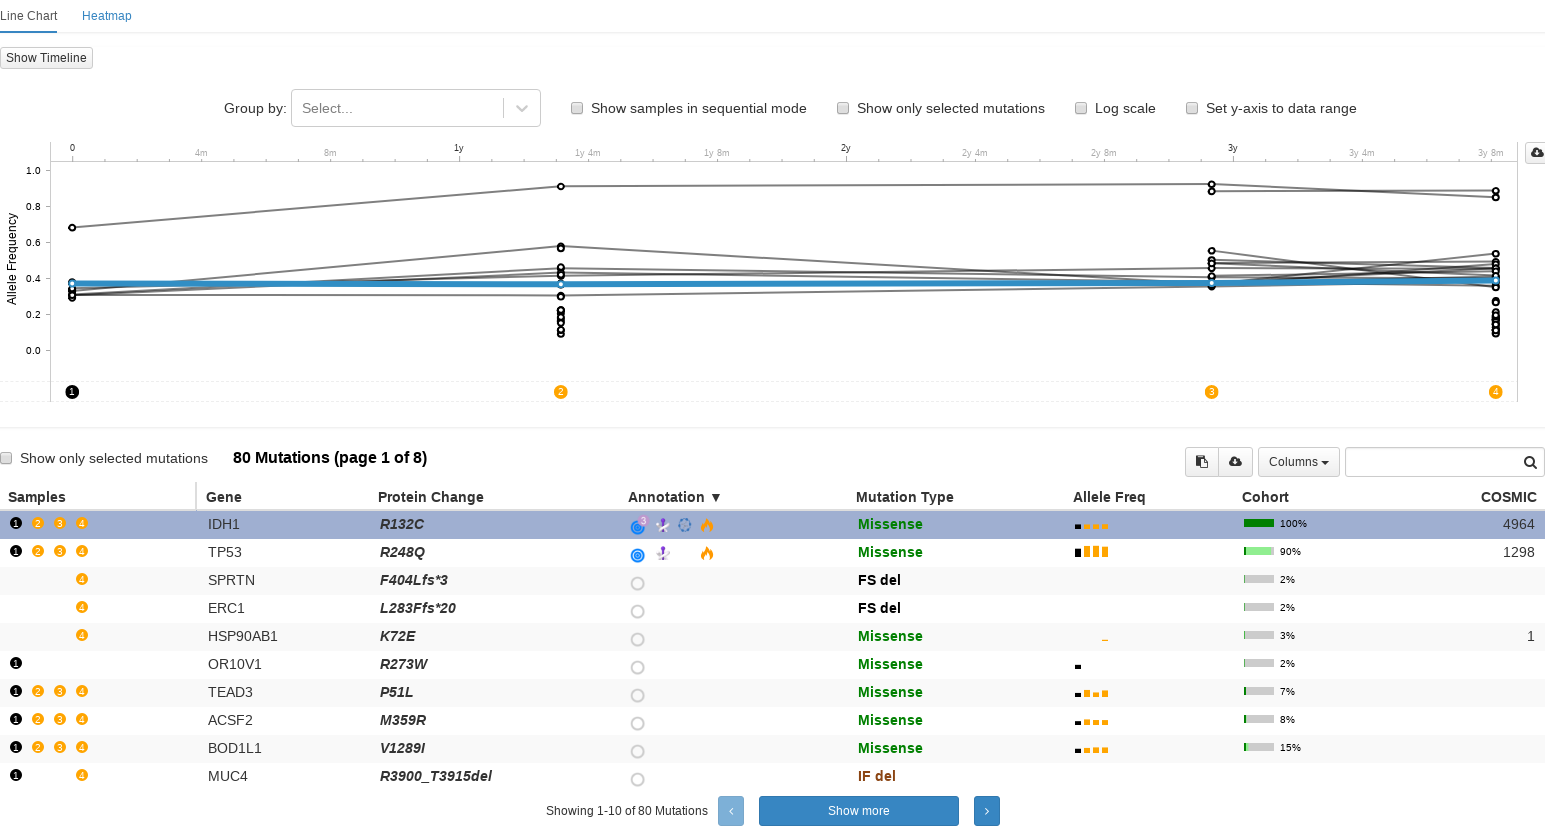 Line Chart Heatmap
Show Timeline
Group by: Select... Show samples in sequential mode Show only selected mutations Log scale Set y-axis to data range
0 4m 8m 1y 1y 4m 1y 8m 2y 2y 4m 2y 8m 3y 3y 4m 3y 8m
1.0
0.8
0.6
0.4
0.2
0.0
Allele Frequency
1 2 3 4
Show only selected mutations 80 Mutations (page 1 of 8) Columns
Samples Gene Protein Change Annotation ▼ Mutation Type Allele Freq Cohort COSMIC
1 2 3 4 IDH1 R132C 3 Missense 100% 4964
1 2 3 4 TP53 R248Q Missense 90% 1298
4 SPRTN F404Lfs*3 FS del 2%
4 ERC1 L283Ffs*20 FS del 2%
4 HSP90AB1 K72E Missense 3% 1
1 OR10V1 R273W Missense 2%
1 2 3 4 TEAD3 P51L Missense 7%
1 2 3 4 ACSF2 M359R Missense 8%
1 2 3 4 BOD1L1 V1289I Missense 15%
1 4 MUC4 R3900_T3915del IF del
Showing 1-10 of 80 Mutations ‹ Show more ›